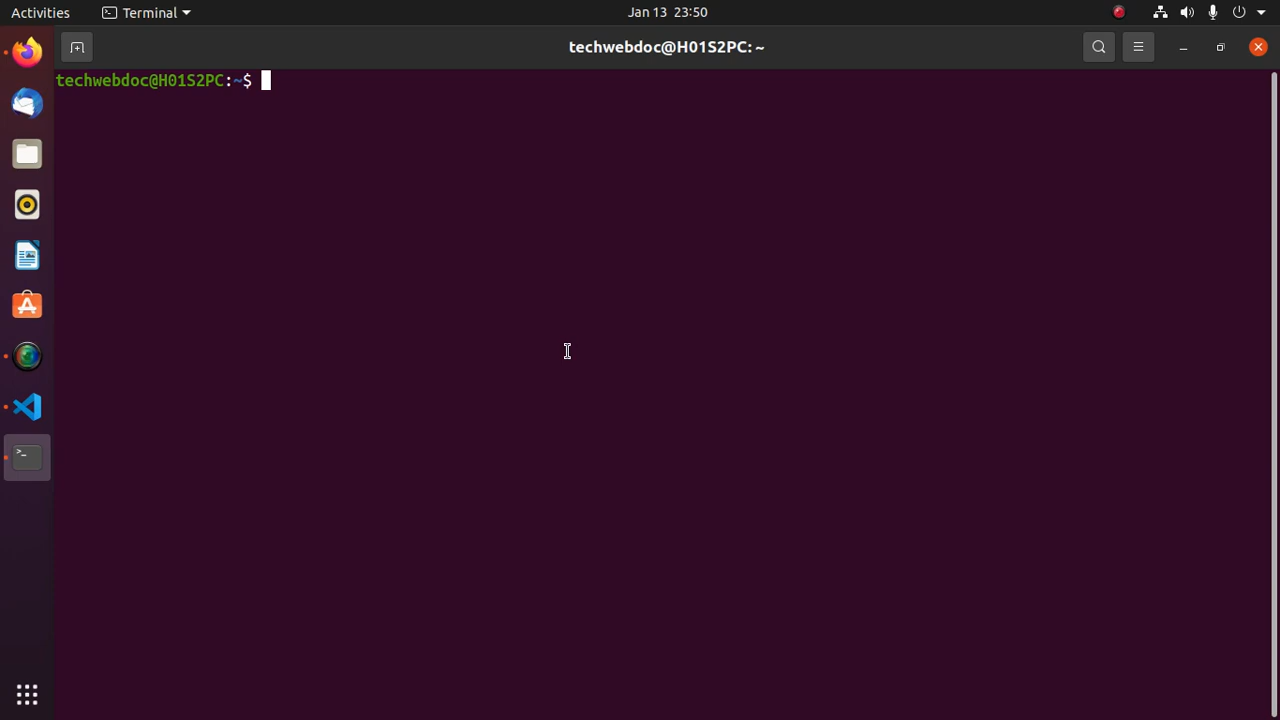 Activities Terminal Jan 13 23:50
techwebdoc@H01S2PC: ~
techwebdoc@H01S2PC:~$